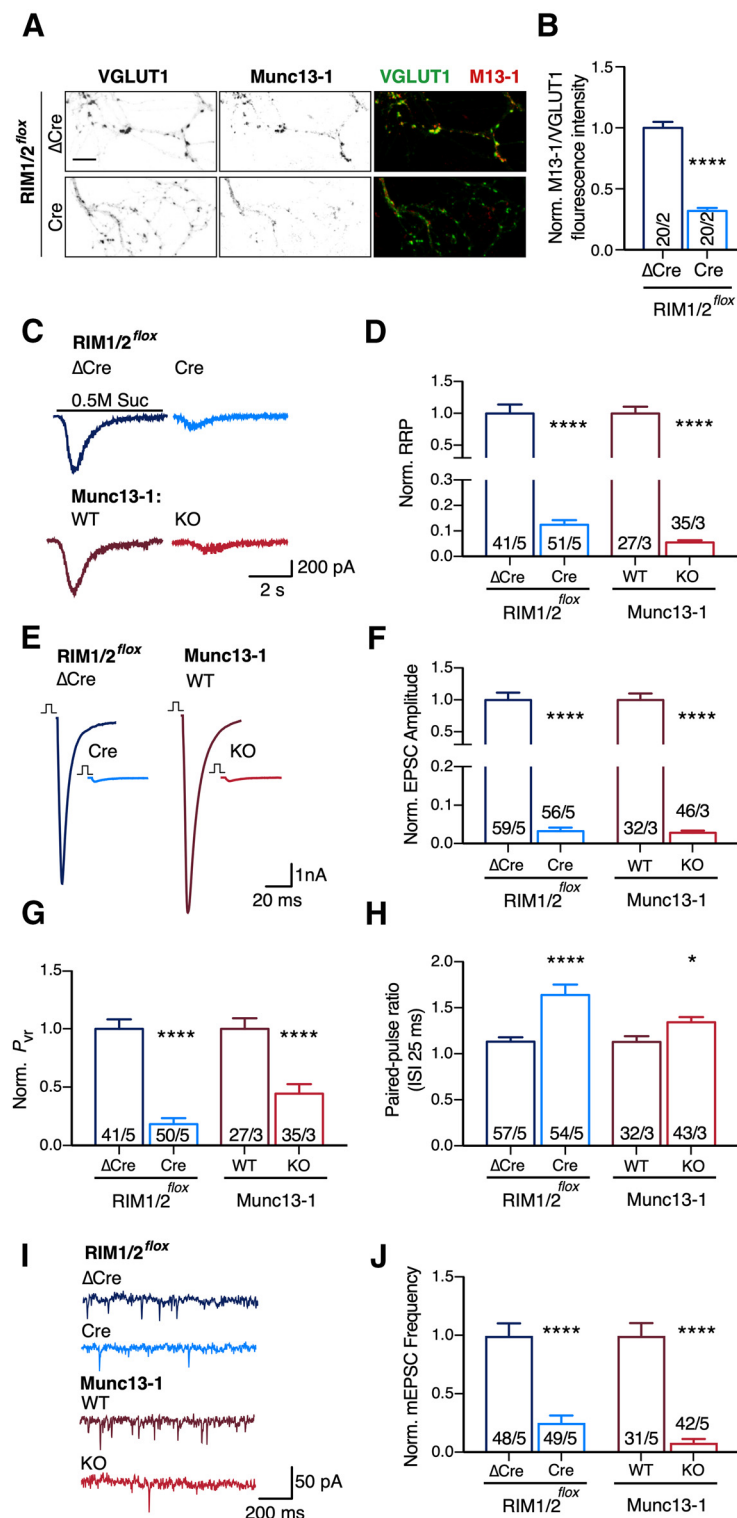 A
VGLUT1
Munc13-1
VGLUT1 M13-1
RIM1/2flox
ΔCre
Cre
B
Norm. M13-1/VGLUT1
flourescence intensity
1.5
1.0
0.5
0.0
****
20/2
20/2
ΔCre Cre
RIM1/2flox
C
RIM1/2flox
ΔCre Cre
0.5M Suc
Munc13-1:
WT KO
200 pA
2 s
D
Norm. RRP
1.5
1.0
0.5
0.3
0.2
0.1
0.0
**** ****
41/5 51/5 27/3 35/3
ΔCre Cre WT KO
RIM1/2flox Munc13-1
E
RIM1/2flox Munc13-1
ΔCre WT
Cre KO
1nA
20 ms
F
Norm. EPSC Amplitude
1.5
1.0
0.5
0.2
0.1
0.0
**** ****
59/5 56/5 32/3 46/3
ΔCre Cre WT KO
RIM1/2flox Munc13-1
G
Norm. Pvr
1.5
1.0
0.5
0.0
**** ****
41/5 50/5 27/3 35/3
ΔCre Cre WT KO
RIM1/2flox Munc13-1
H
Paired-pulse ratio
(ISI 25 ms)
2.0
1.5
1.0
0.5
0.0
**** *
57/5 54/5 32/3 43/3
ΔCre Cre WT KO
RIM1/2flox Munc13-1
I
RIM1/2flox
ΔCre
Cre
Munc13-1
WT
KO
50 pA
200 ms
J
Norm. mEPSC Frequency
1.5
1.0
0.5
0.0
**** ****
48/5 49/5 31/5 42/5
ΔCre Cre WT KO
RIM1/2flox Munc13-1